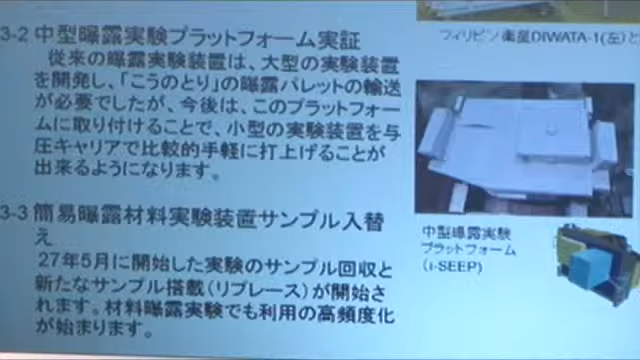 3-2 中型曝露実験プラットフォーム実証
従来の曝露実験装置は、大型の実験装置
を開発し、「こうのとり」の曝露パレットの輸送
が必要でしたが、今後は、このプラットフォー
ムに取り付けることで、小型の実験装置を与
圧キャリアで比較的手軽に打上げることが
出来るようになります。
3-3 簡易曝露材料実験装置サンプル入替
え
27年5月に開始した実験のサンプル回収と
新たなサンプル搭載(リプレース)が開始さ
れます。材料曝露実験でも利用の高頻度化
が始まります。
フィリピン衛星DIWATA-1(左)と
中型曝露実験
プラットフォーム
(i-SEEP)